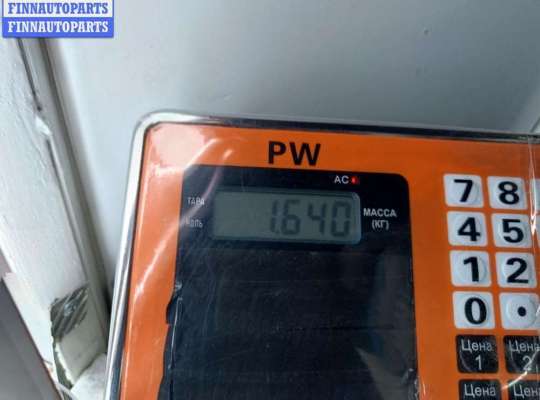 FINNAUTOPARTS
FINNAUTOPARTS
PW
AC
ТАРА
НОЛЬ
1.640
МАССА
(КГ)
7 8
4 5
1 2
0 .
Цена
1
Цена
2